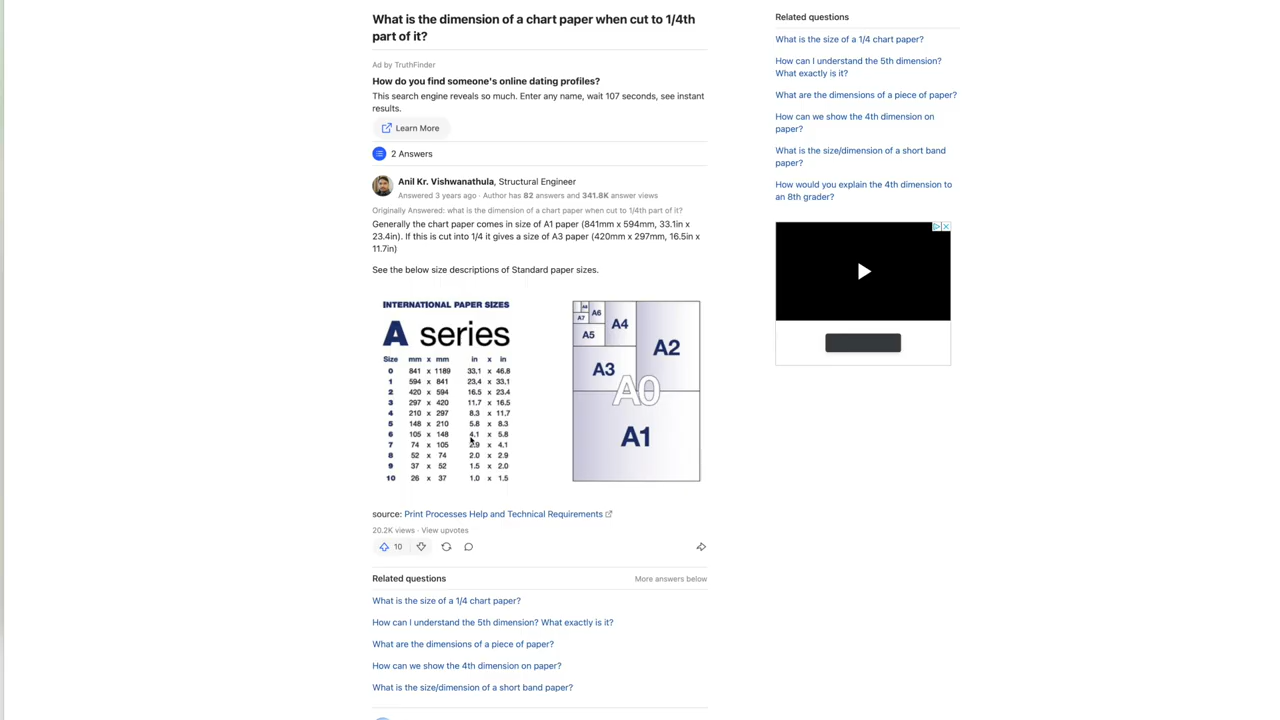 What is the dimension of a chart paper when cut to 1/4th
part of it?
Ad by TruthFinder
How do you find someone's online dating profiles?
This search engine reveals so much. Enter any name, wait 107 seconds, see instant
results.
Learn More
2 Answers
Anil Kr. Vishwanathula, Structural Engineer
Answered 3 years ago · Author has 82 answers and 341.8K answer views
Originally Answered: what is the dimension of a chart paper when cut to 1/4th part of it?
Generally the chart paper comes in size of A1 paper (841mm x 594mm, 33.1in x
23.4in). If this is cut into 1/4 it gives a size of A3 paper (420mm x 297mm, 16.5in x
11.7in)
See the below size descriptions of Standard paper sizes.
INTERNATIONAL PAPER SIZES
A series
Size mm x mm in x in
0 841 x 1189 33.1 x 46.8
1 594 x 841 23.4 x 33.1
2 420 x 594 16.5 x 23.4
3 297 x 420 11.7 x 16.5
4 210 x 297 8.3 x 11.7
5 148 x 210 5.8 x 8.3
6 105 x 148 4.1 x 5.8
7 74 x 105 2.9 x 4.1
8 52 x 74 2.0 x 2.9
9 37 x 52 1.5 x 2.0
10 26 x 37 1.0 x 1.5
A8
A7
A6
A5
A4
A3
A2
A0
A1
source: Print Processes Help and Technical Requirements
20.2K views · View upvotes
10
Related questions
More answers below
What is the size of a 1/4 chart paper?
How can I understand the 5th dimension? What exactly is it?
What are the dimensions of a piece of paper?
How can we show the 4th dimension on paper?
What is the size/dimension of a short band paper?
Related questions
What is the size of a 1/4 chart paper?
How can I understand the 5th dimension?
What exactly is it?
What are the dimensions of a piece of paper?
How can we show the 4th dimension on
paper?
What is the size/dimension of a short band
paper?
How would you explain the 4th dimension to
an 8th grader?